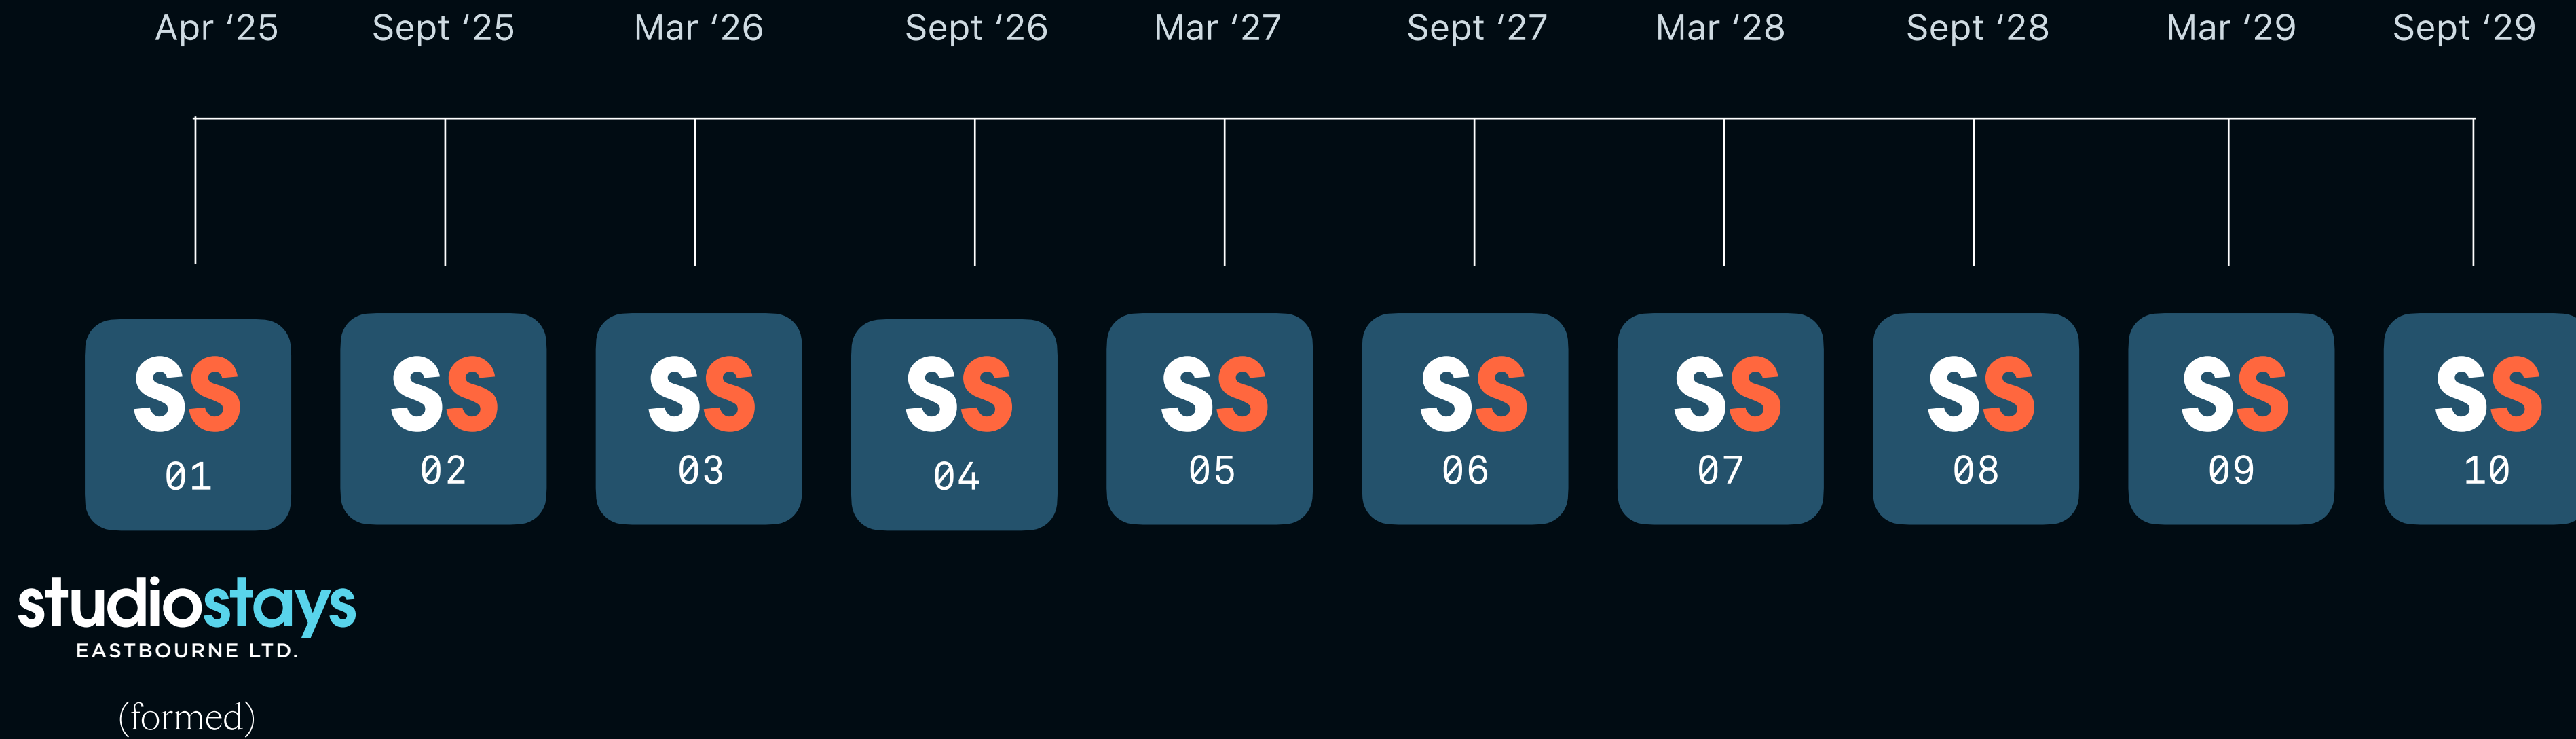 Apr ‘25 Sept ‘25 Mar ‘26 Sept ‘26 Mar ‘27 Sept ‘27 Mar ‘28 Sept ‘28 Mar ‘29 Sept ‘29
ss ss ss ss ss ss ss ss ss ss
01 02 03 04 05 06 07 08 09 10
studiostays
EASTBOURNE LTD.
(formed)